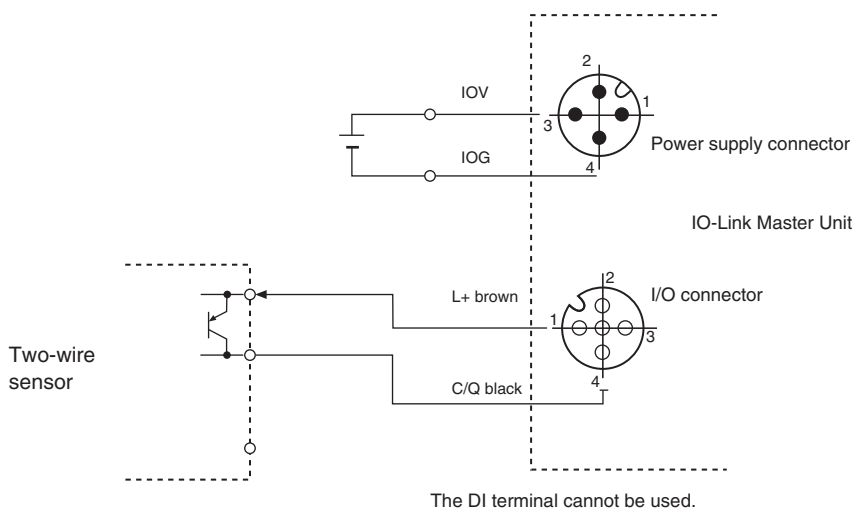 2
IOV
1
3
Power supply connector
IOG
4
IO-Link Master Unit
2
L+ brown
I/O connector
1
3
Two-wire
sensor
4
C/Q black
The DI terminal cannot be used.